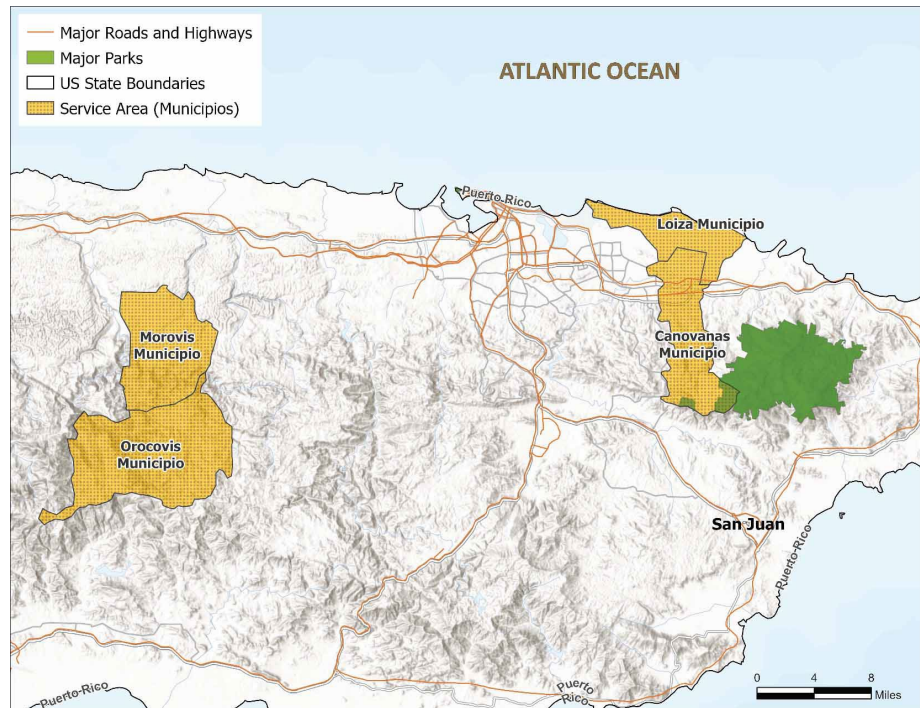 Major Roads and Highways
Major Parks
US State Boundaries
Service Area (Municipios)
ATLANTIC OCEAN
Puerto Rico
Loiza Municipio
Morovis
Municipio
Canovanas
Municipio
Orocovis
Municipio
San Juan
Puerto-Rico
Puerto-Rico
Puerto
Rico
0 4 8
Miles